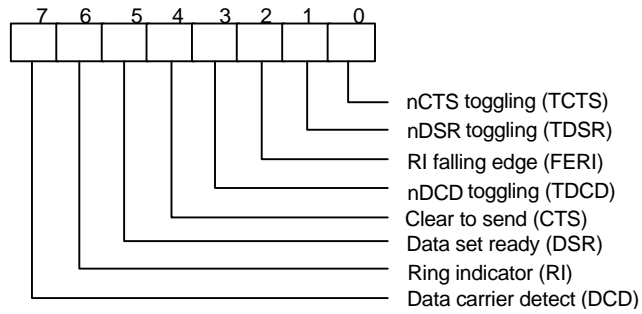 7 6 5 4 3 2 1 0
nCTS toggling (TCTS)
nDSR toggling (TDSR)
RI falling edge (FERI)
nDCD toggling (TDCD)
Clear to send (CTS)
Data set ready (DSR)
Ring indicator (RI)
Data carrier detect (DCD)